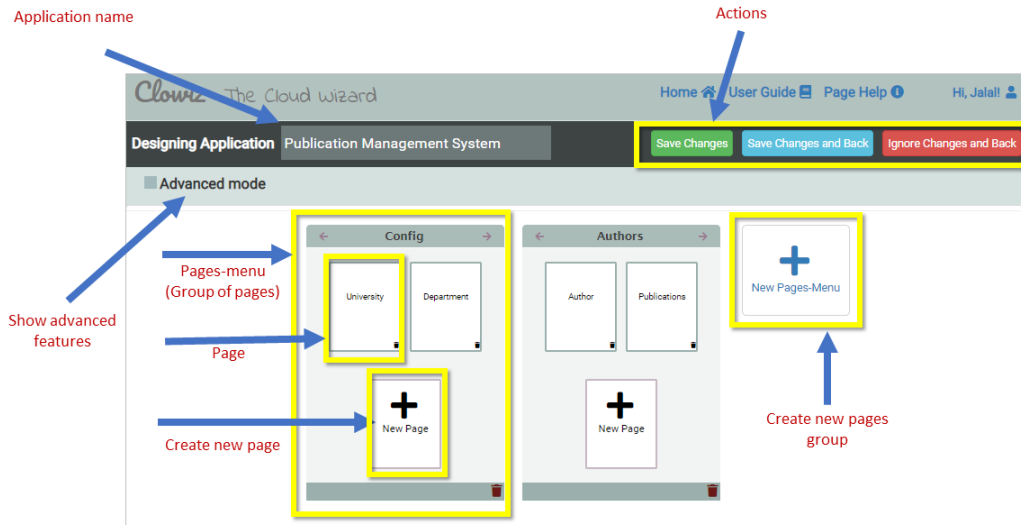 Application name
Actions
Clowiz The Cloud Wizard
Home User Guide Page Help Hi, Jalal!
Designing Application Publication Management System Save Changes Save Changes and Back Ignore Changes and Back
Advanced mode
Config
Authors
New Pages-Menu
University
Department
Author
Publications
Pages-menu
(Group of pages)
Show advanced
features
Page
New Page
New Page
Create new page
Create new pages
group